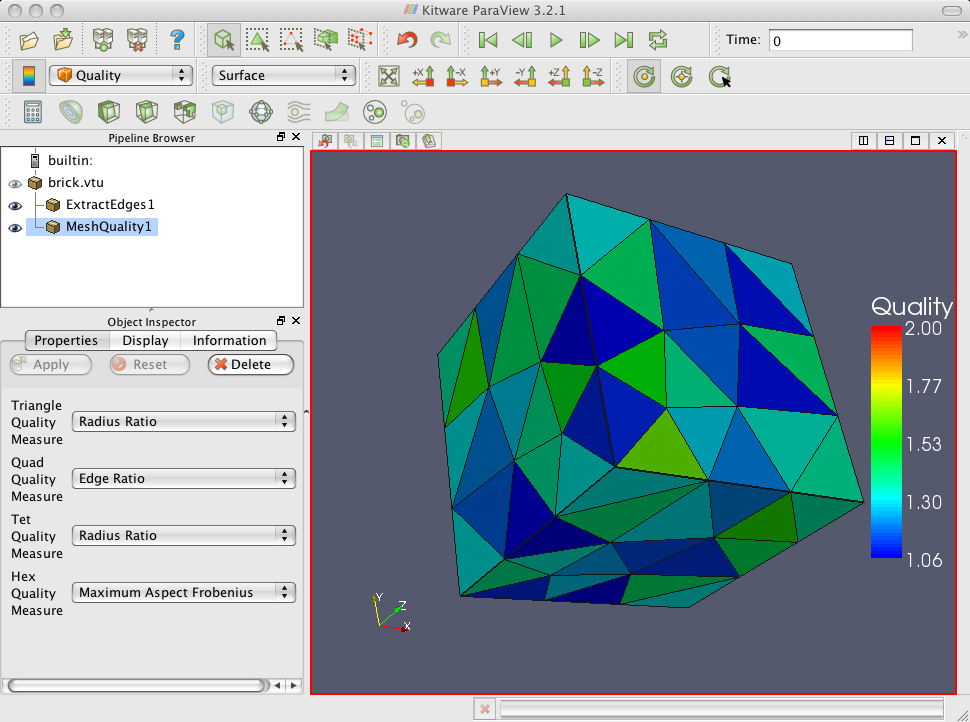 Kitware ParaView 3.2.1
?
Time: 0
Quality
Surface
+X -X +Y -Y +Z -Z
Pipeline Browser
builtin:
brick.vtu
ExtractEdges1
MeshQuality1
Object Inspector
Properties Display Information
Apply Reset Delete
Triangle
Quality
Measure
Radius Ratio
Quad
Quality
Measure
Edge Ratio
Tet
Quality
Measure
Radius Ratio
Hex
Quality
Measure
Maximum Aspect Frobenius
Quality
2.00
1.77
1.53
1.30
1.06
Y
Z
X